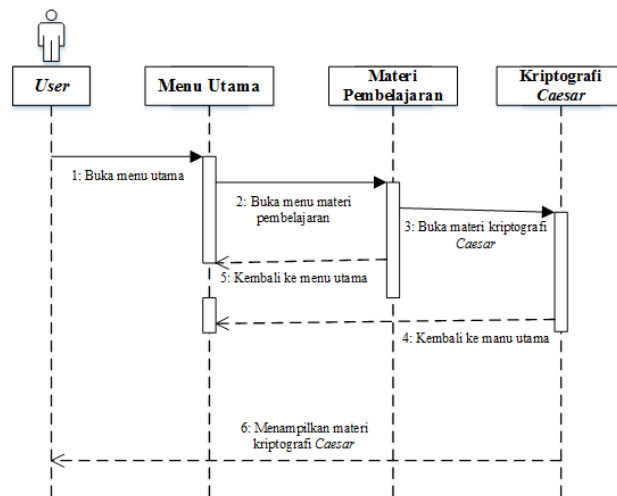 User
Menu Utama
Materi
Pembelajaran
Kriptografi
Caesar
1: Buka menu utama
2: Buka menu materi
pembelajaran
3: Buka materi kriptografi
Caesar
5: Kembali ke menu utama
4: Kembali ke manu utama
6: Menampilkan materi
kriptografi Caesar